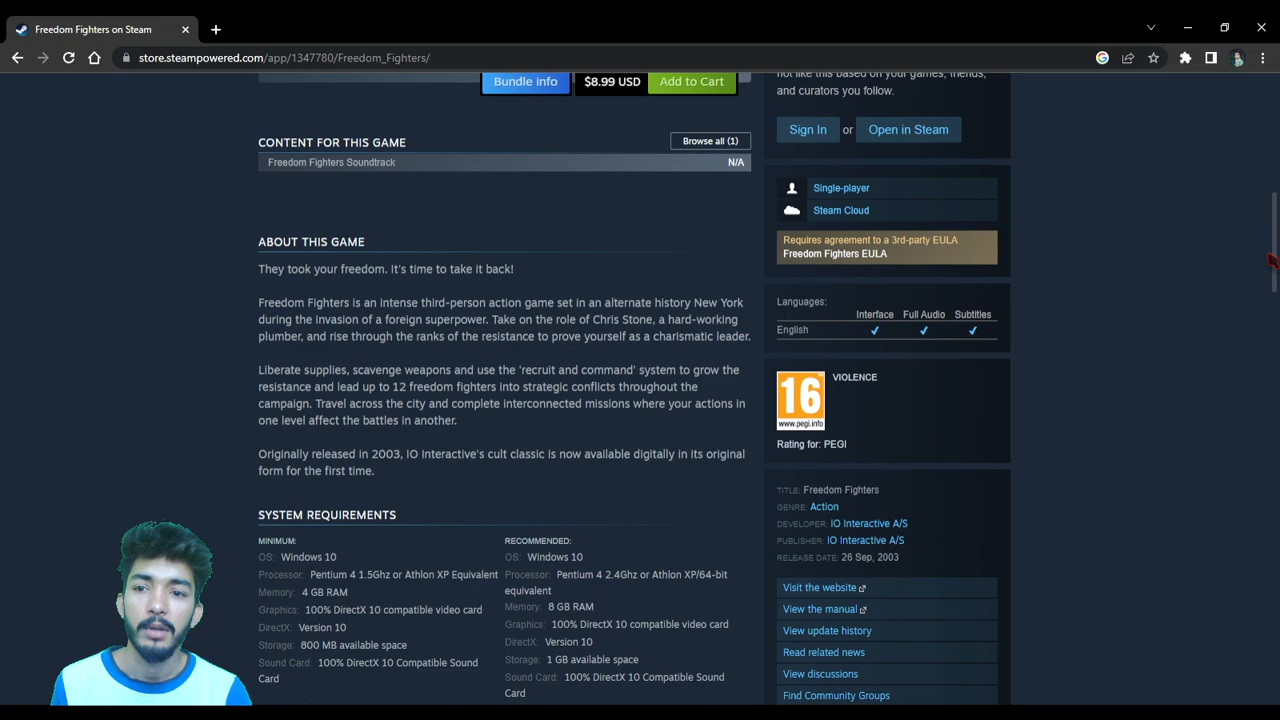 Freedom Fighters on Steam
store.steampowered.com/app/1347780/Freedom_Fighters/
Bundle info
$8.99 USD
Add to Cart
CONTENT FOR THIS GAME
Browse all (1)
Freedom Fighters Soundtrack
N/A
ABOUT THIS GAME
They took your freedom. It's time to take it back!
Freedom Fighters is an intense third-person action game set in an alternate history New York
during the invasion of a foreign superpower. Take on the role of Chris Stone, a hard-working
plumber, and rise through the ranks of the resistance to prove yourself as a charismatic leader.
Liberate supplies, scavenge weapons and use the 'recruit and command' system to grow the
resistance and lead up to 12 freedom fighters into strategic conflicts throughout the
campaign. Travel across the city and complete interconnected missions where your actions in
one level affect the battles in another.
Originally released in 2003, IO Interactive's cult classic is now available digitally in its original
form for the first time.
SYSTEM REQUIREMENTS
MINIMUM:
OS: Windows 10
Processor: Pentium 4 1.5Ghz or Athlon XP Equivalent
Memory: 4 GB RAM
Graphics: 100% DirectX 10 compatible video card
DirectX: Version 10
Storage: 800 MB available space
Sound Card: 100% DirectX 10 Compatible Sound
Card
RECOMMENDED:
OS: Windows 10
Processor: Pentium 4 2.4Ghz or Athlon XP/64-bit
equivalent
Memory: 8 GB RAM
Graphics: 100% DirectX 10 compatible video card
DirectX: Version 10
Storage: 1 GB available space
Sound Card: 100% DirectX 10 Compatible Sound
Card
not like this based on your games, friends,
and curators you follow.
Sign In or Open in Steam
Single-player
Steam Cloud
Requires agreement to a 3rd-party EULA
Freedom Fighters EULA
Languages:
Interface Full Audio Subtitles
English ✔ ✔ ✔
16
www.pegi.info
VIOLENCE
Rating for: PEGI
TITLE: Freedom Fighters
GENRE: Action
DEVELOPER: IO Interactive A/S
PUBLISHER: IO Interactive A/S
RELEASE DATE: 26 Sep, 2003
Visit the website
View the manual
View update history
Read related news
View discussions
Find Community Groups